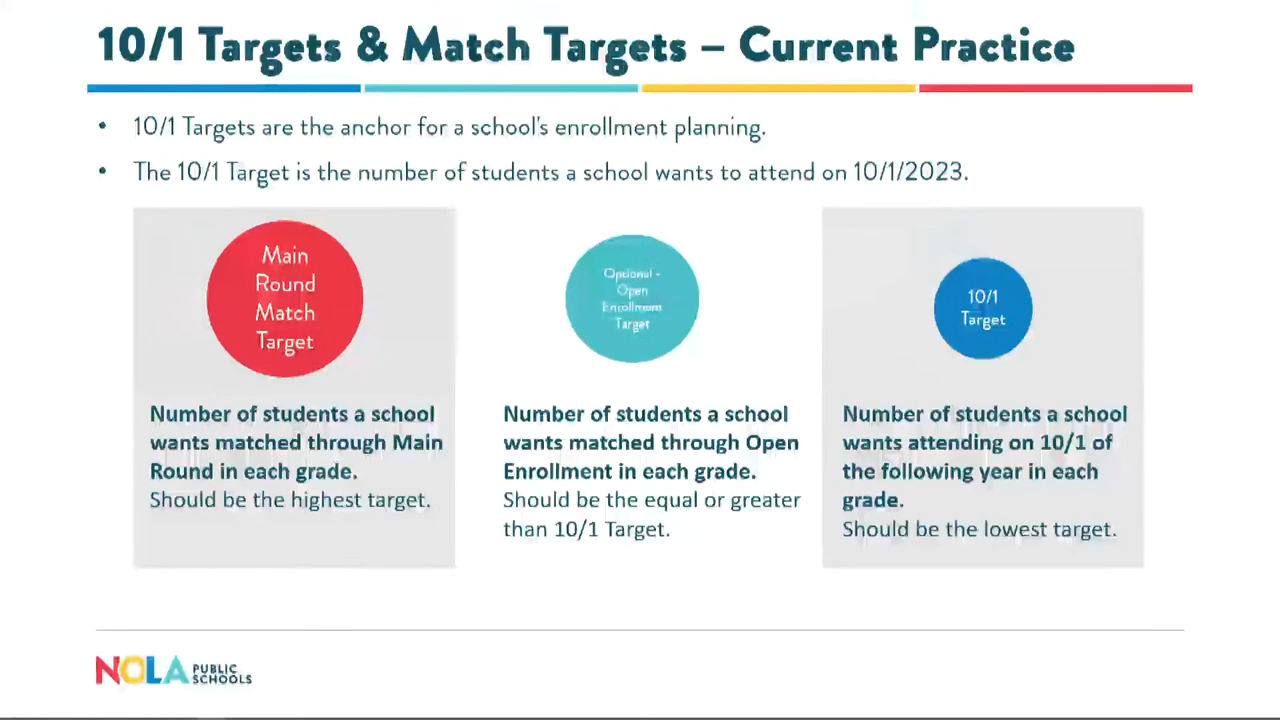 10/1 Targets & Match Targets – Current Practice
• 10/1 Targets are the anchor for a school's enrollment planning.
• The 10/1 Target is the number of students a school wants to attend on 10/1/2023.
Main
Round
Match
Target
Number of students a school
wants matched through Main
Round in each grade.
Should be the highest target.
Optional -
Open
Enrollment
Target
Number of students a school
wants matched through Open
Enrollment in each grade.
Should be the equal or greater
than 10/1 Target.
10/1
Target
Number of students a school
wants attending on 10/1 of
the following year in each
grade.
Should be the lowest target.
NOLA PUBLIC
SCHOOLS